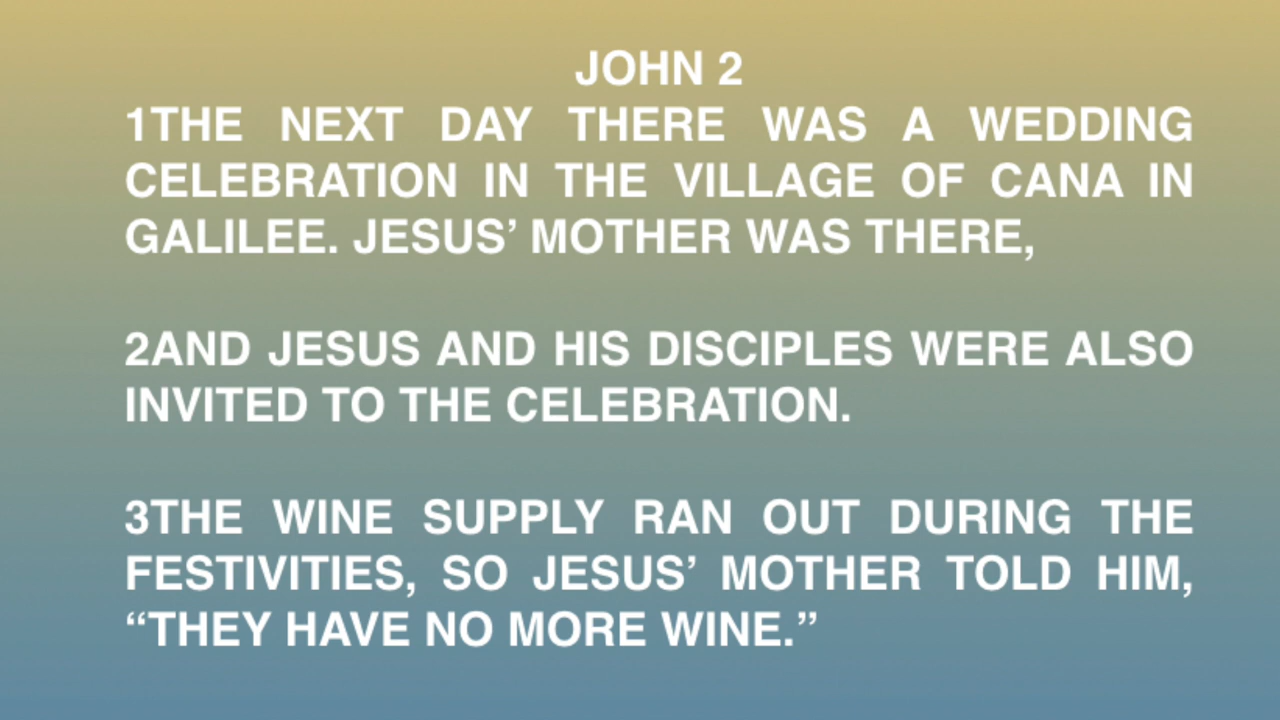 JOHN 2
1THE NEXT DAY THERE WAS A WEDDING
CELEBRATION IN THE VILLAGE OF CANA IN
GALILEE. JESUS’ MOTHER WAS THERE,
2AND JESUS AND HIS DISCIPLES WERE ALSO
INVITED TO THE CELEBRATION.
3THE WINE SUPPLY RAN OUT DURING THE
FESTIVITIES, SO JESUS’ MOTHER TOLD HIM,
“THEY HAVE NO MORE WINE.”